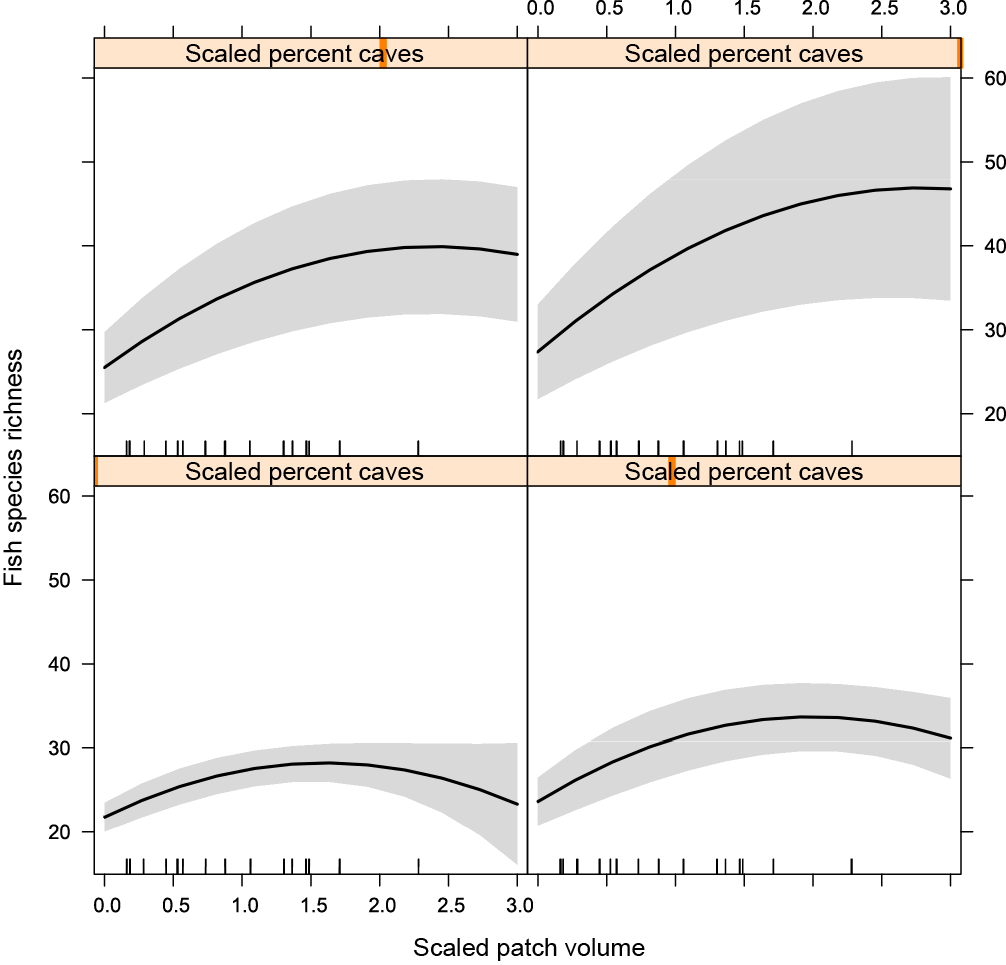 0.0 0.5 1.0 1.5 2.0 2.5 3.0
Scaled percent caves
Scaled percent caves
60
50
40
30
20
Fish species richness
Scaled percent caves
Scaled percent caves
60
50
40
30
20
0.0 0.5 1.0 1.5 2.0 2.5 3.0
Scaled patch volume